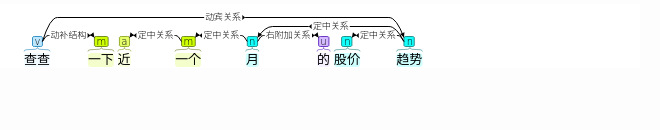 动宾关系
定中关系
动补结构 定中关系 定中关系 右附加关系 定中关系
v m a m n u n n
查查 一下 近 一个 月 的 股价 趋势